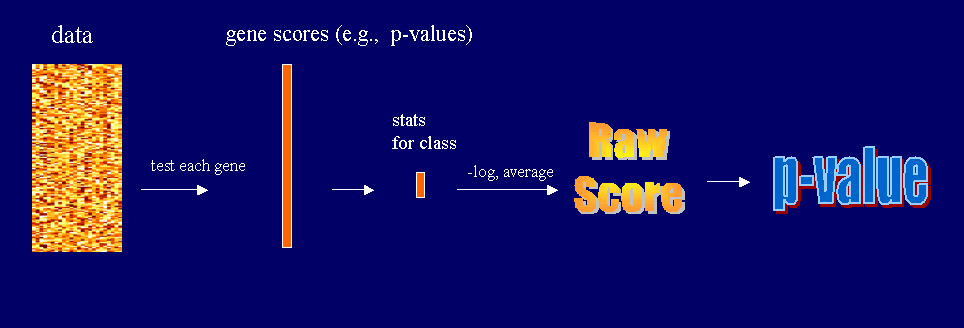 data
gene scores (e.g., p-values)
test each gene
stats
for class
-log, average
Raw
Score
p-value